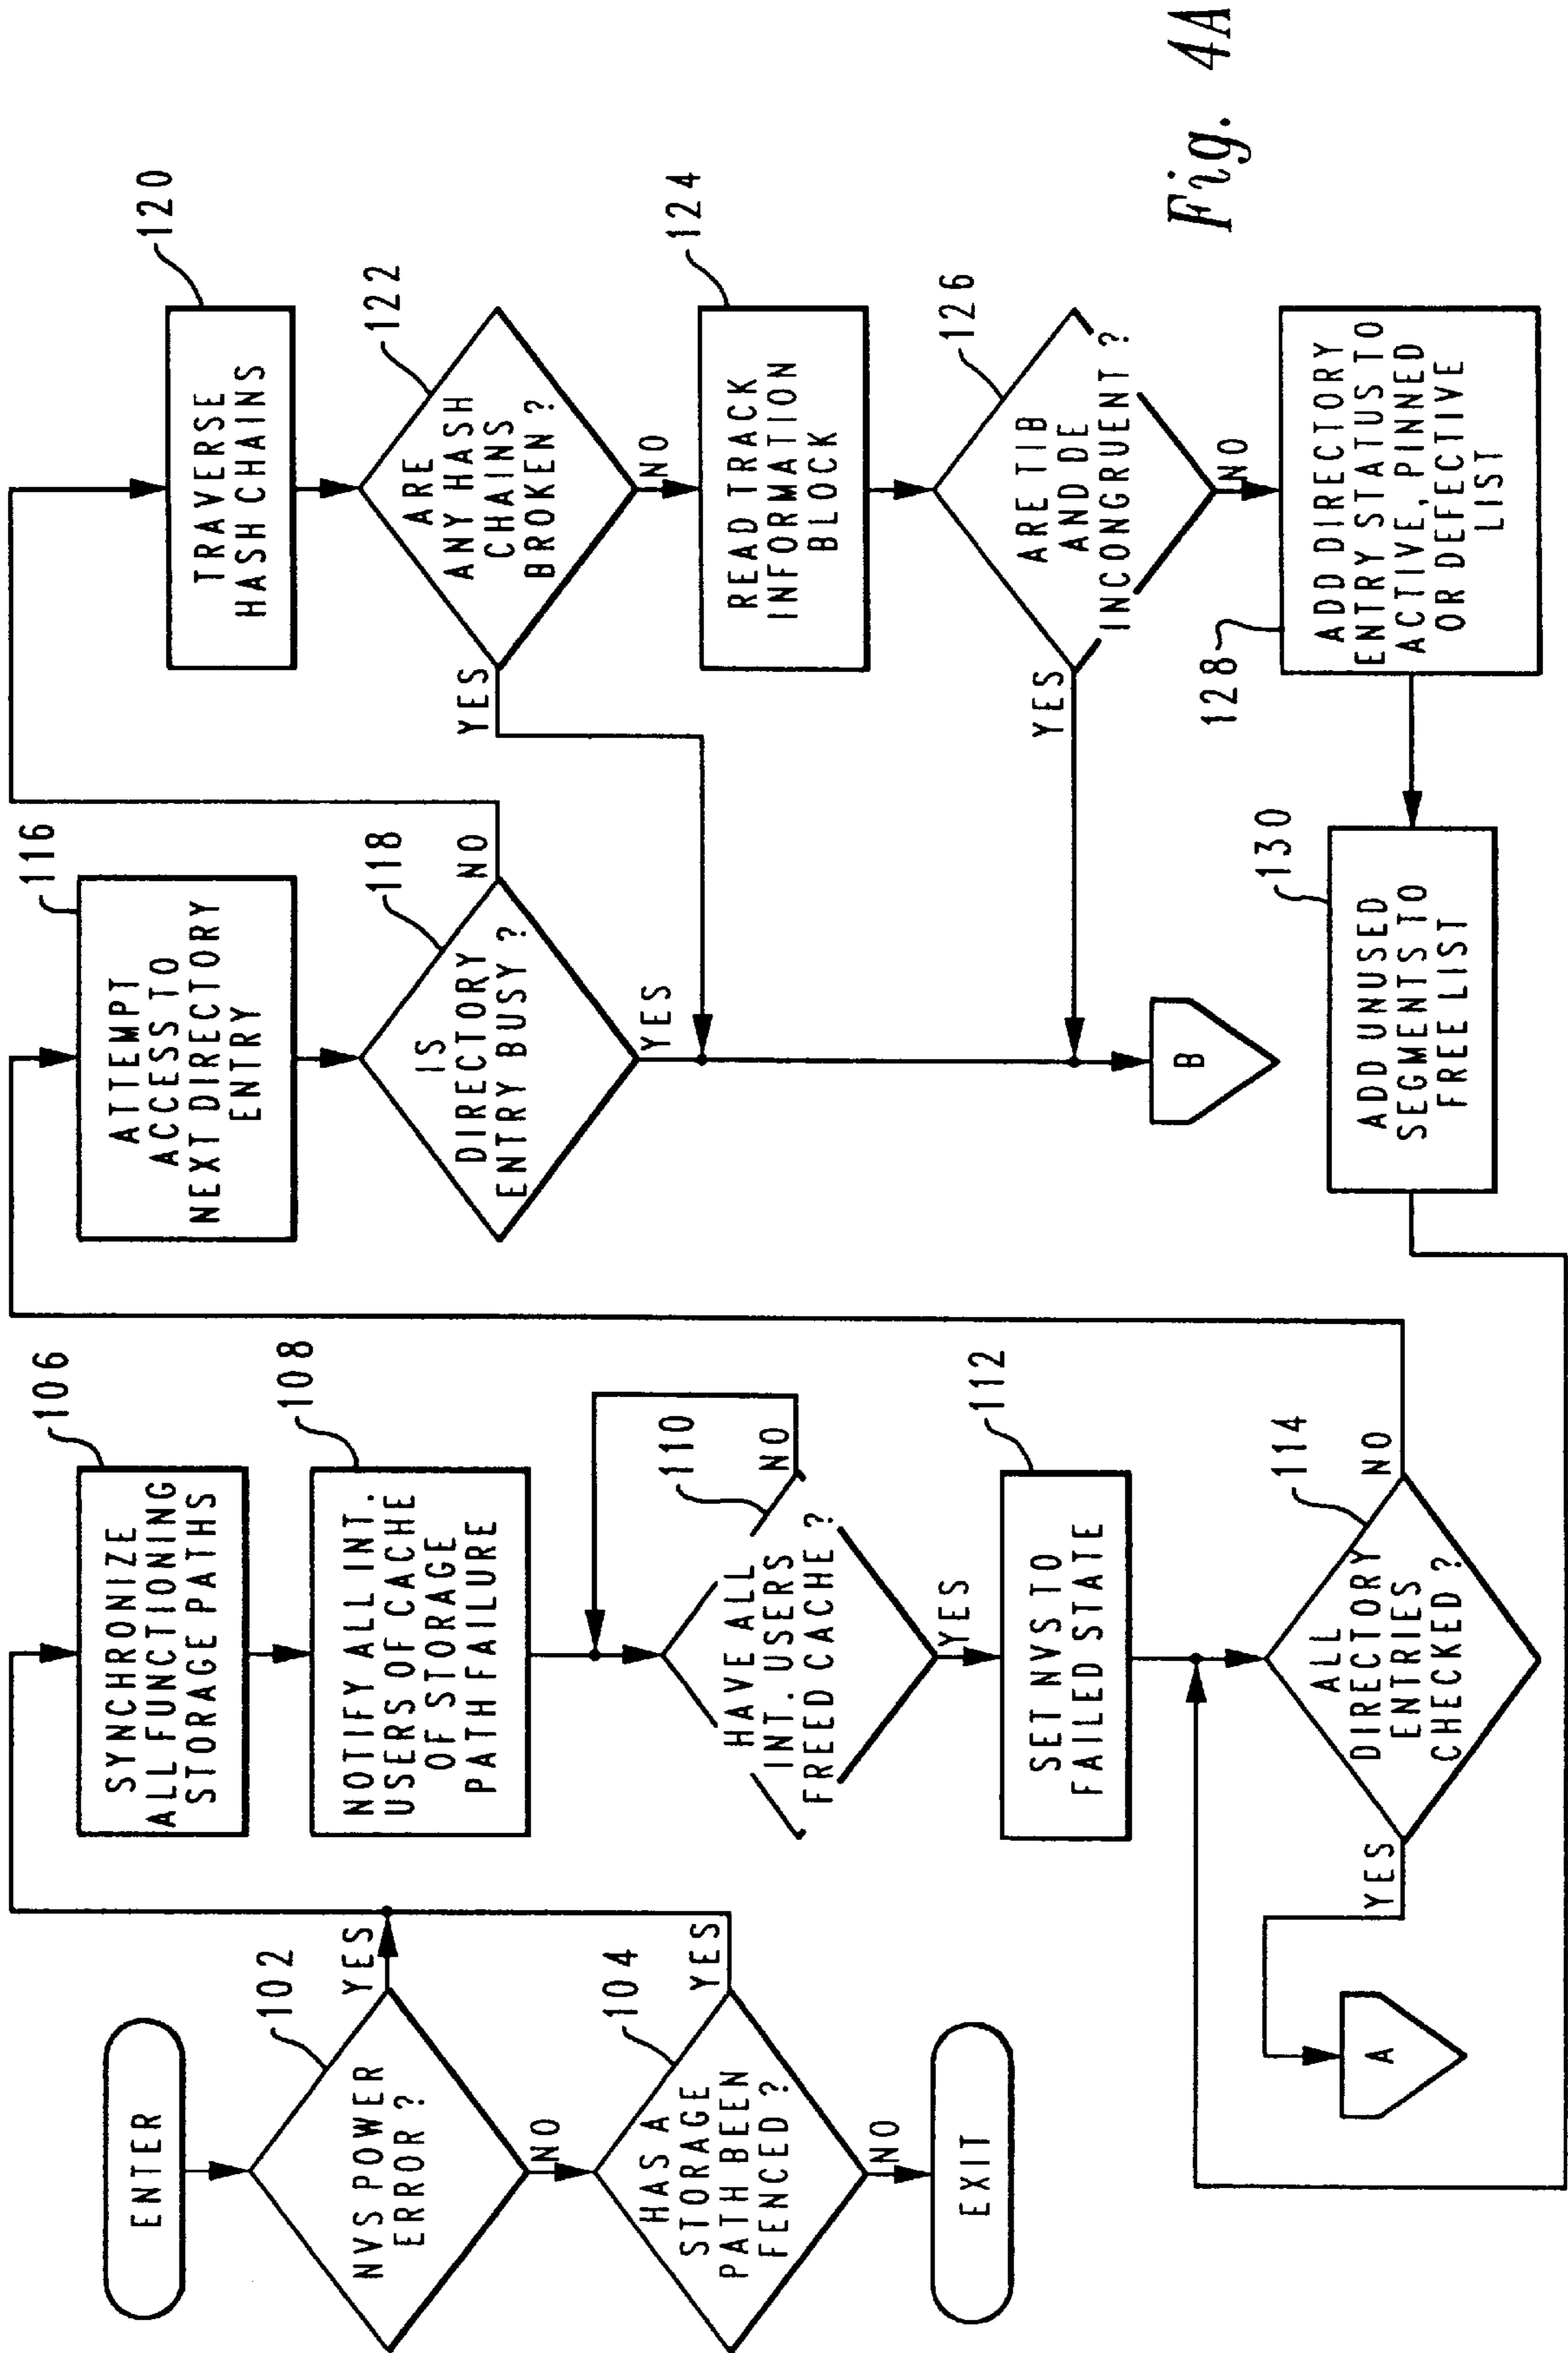 ENTER
102
NVS POWER
ERROR ?
YES
NO
104
HAS A
STORAGE
PATH BEEN
FENCED ?
YES
NO
EXIT
106
SYNCHRONIZE
ALL FUNCTIONING
STORAGE PATHS
108
NOTIFY ALL INT.
USERS OF CACHE
OF STORAGE
PATH FAILURE
110
HAVE ALL
INT. USERS
FREED CACHE ?
NO
YES
112
SET NVS TO
FAILED STATE
114
ALL
DIRECTORY
ENTRIES
CHECKED ?
YES
NO
A
116
ATTEMPT
ACCESS TO
NEXT DIRECTORY
ENTRY
118
IS
DIRECTORY
ENTRY BUSY ?
NO
YES
B
120
TRAVERSE
HASH CHAINS
122
ARE
ANY HASH
CHAINS
BROKEN ?
YES
NO
124
READ TRACK
INFORMATION
BLOCK
126
ARE TIB
AND DE
INCONGRUENT ?
YES
NO
128
ADD DIRECTORY
ENTRY STATUS TO
ACTIVE, PINNED
OR DEFECTIVE
LIST
130
ADD UNUSED
SEGMENTS TO
FREE LIST
Fig. 4A